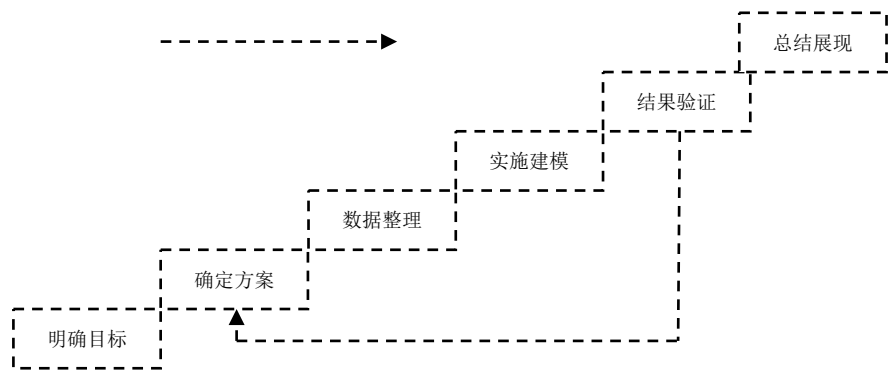 总结展现
结果验证
实施建模
数据整理
确定方案
明确目标